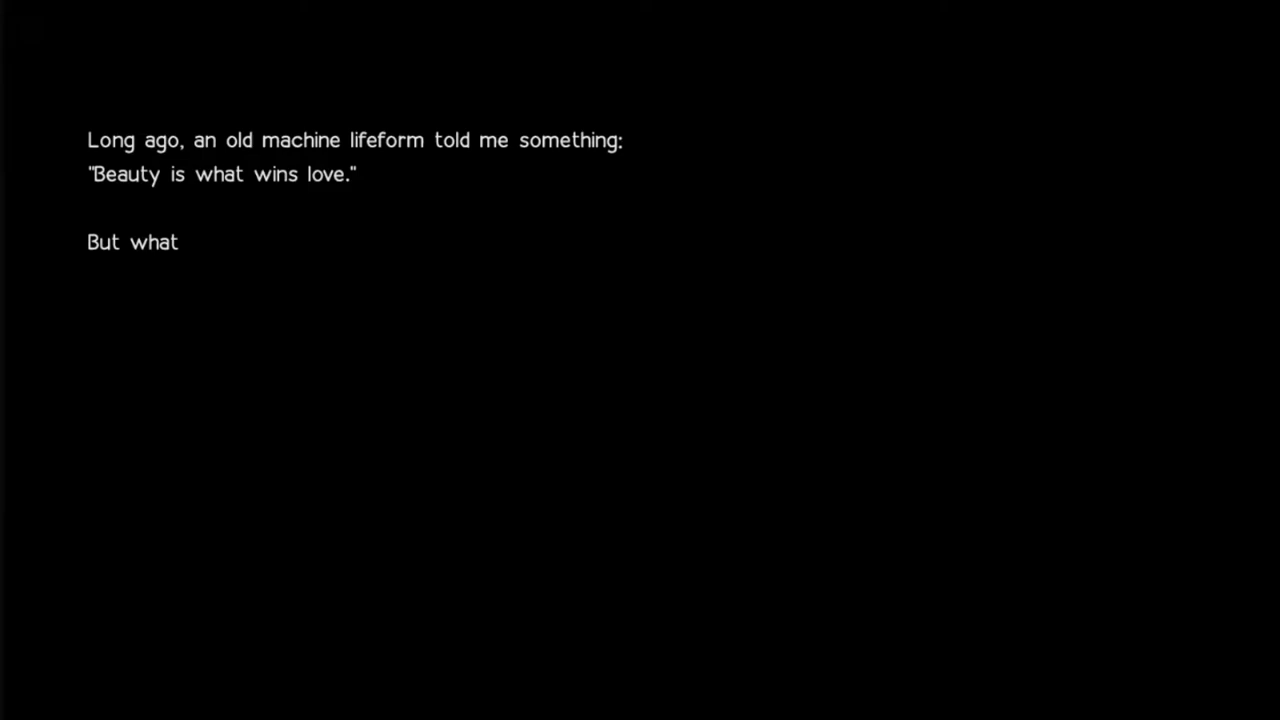 Long ago, an old machine lifeform told me something:
"Beauty is what wins love."
But what